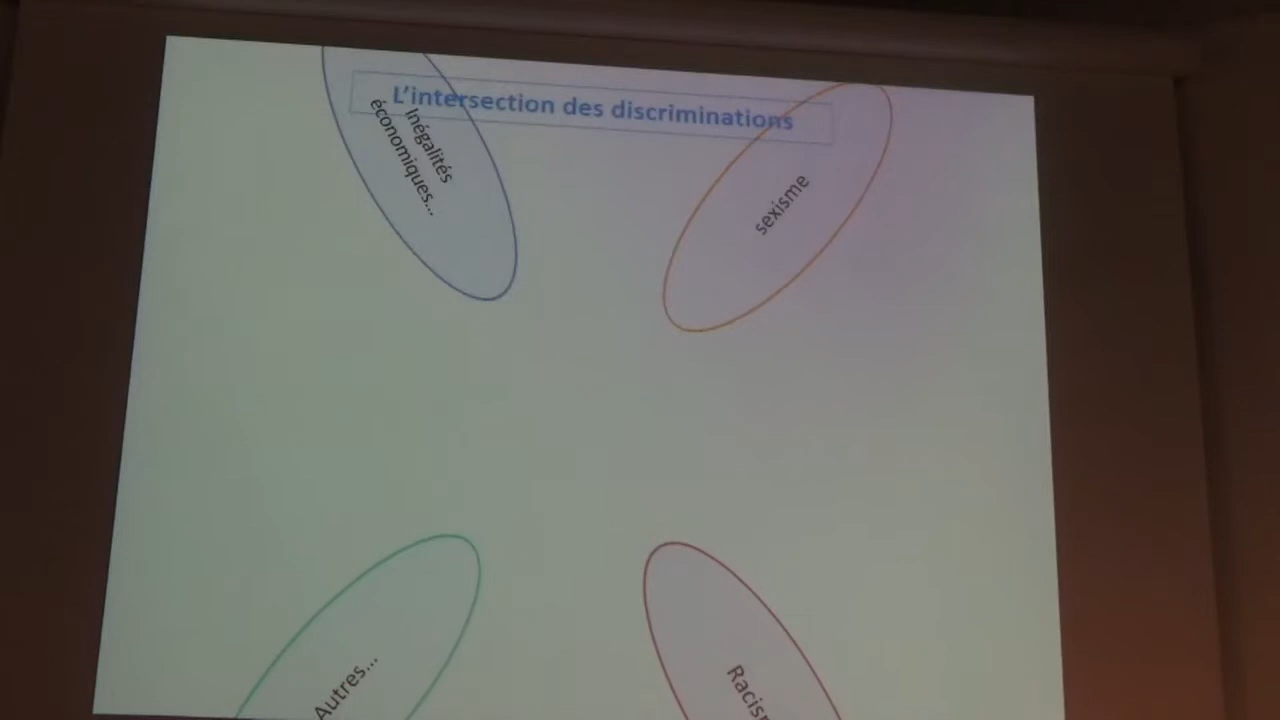 L'intersection des discriminations
Inégalités
économiques...
sexisme
Autres...